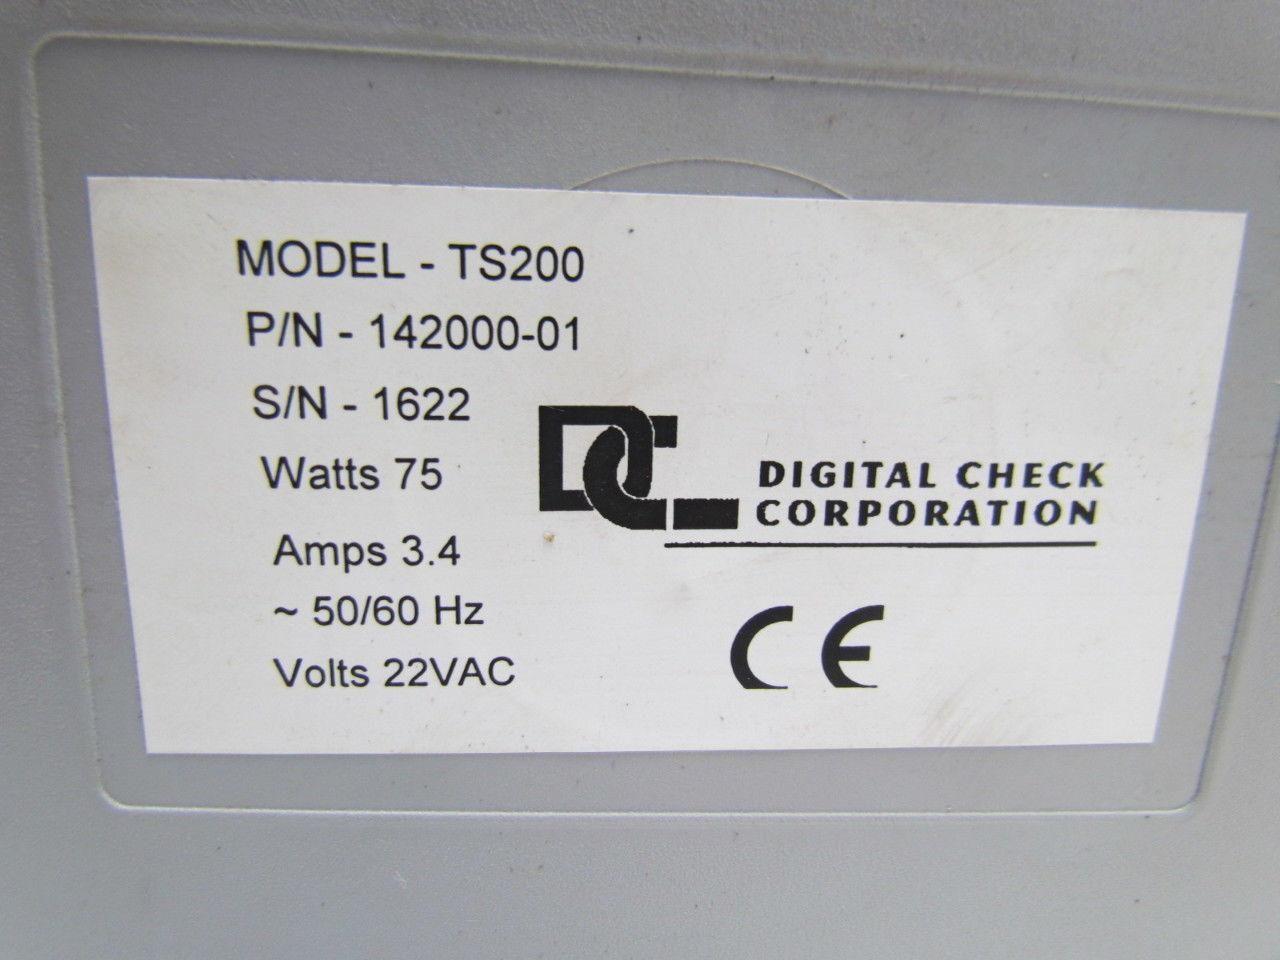 MODEL - TS200
P/N - 142000-01
S/N - 1622
Watts 75
Amps 3.4
~ 50/60 Hz
Volts 22VAC
DC
DIGITAL CHECK
CORPORATION
CE